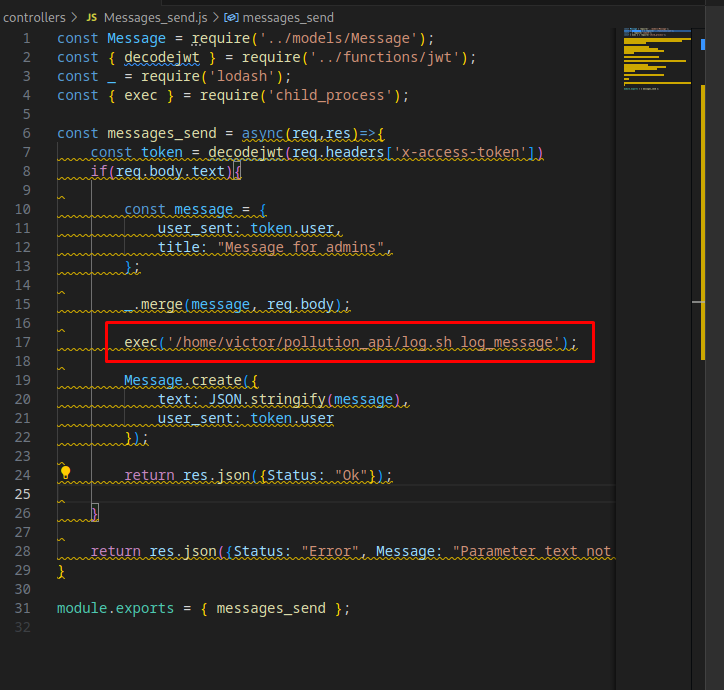 controllers > JS Messages_send.js > messages_send
1 const Message = require('../models/Message');
2 const { decodejwt } = require('../functions/jwt');
3 const _ = require('lodash');
4 const { exec } = require('child_process');
5
6 const messages_send = async(req,res)=>{
7 const token = decodejwt(req.headers['x-access-token'])
8 if(req.body.text){
9
10 const message = {
11 user_sent: token.user,
12 title: "Message for admins",
13 };
14
15 _.merge(message, req.body);
16
17 exec('/home/victor/pollution_api/log.sh log_message');
18
19 Message.create({
20 text: JSON.stringify(message),
21 user_sent: token.user
22 });
23
24 return res.json({Status: "Ok"});
25
26 }
27
28 return res.json({Status: "Error", Message: "Parameter text not
29 }
30
31 module.exports = { messages_send };
32